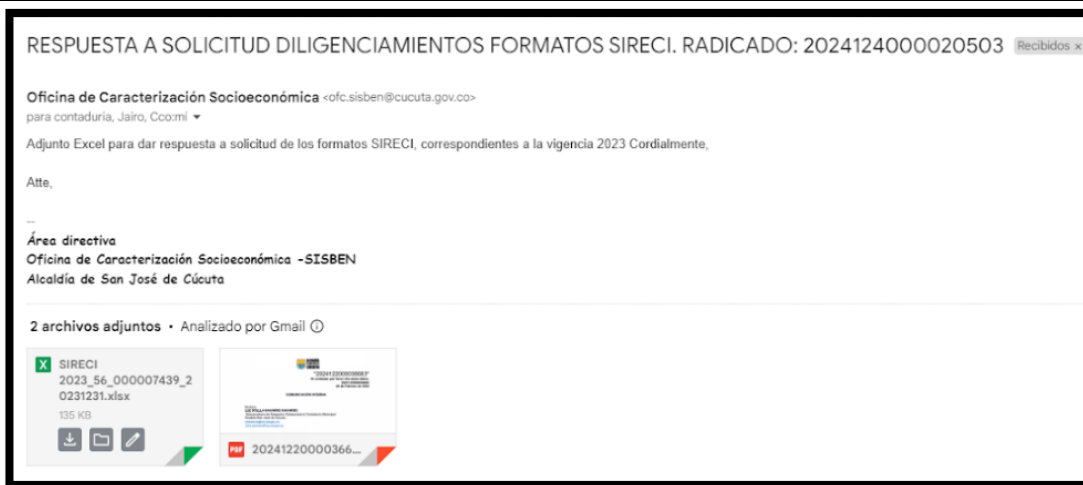 RESPUESTA A SOLICITUD DILIGENCIAMIENTOS FORMATOS SIRECI. RADICADO: 2024124000020503 Recibidos x
Oficina de Caracterización Socioeconómica <ofc.sisben@cucuta.gov.co>
para contaduria, Jairo, Cco:mí
Adjunto Excel para dar respuesta a solicitud de los formatos SIRECI, correspondientes a la vigencia 2023 Cordialmente,
Atte,
--
Área directiva
Oficina de Caracterización Socioeconómica -SISBEN
Alcaldía de San José de Cúcuta
2 archivos adjuntos • Analizado por Gmail
X SIRECI
2023_56_000007439_2
0231231.xlsx
135 KB
PDF 20241220000366...